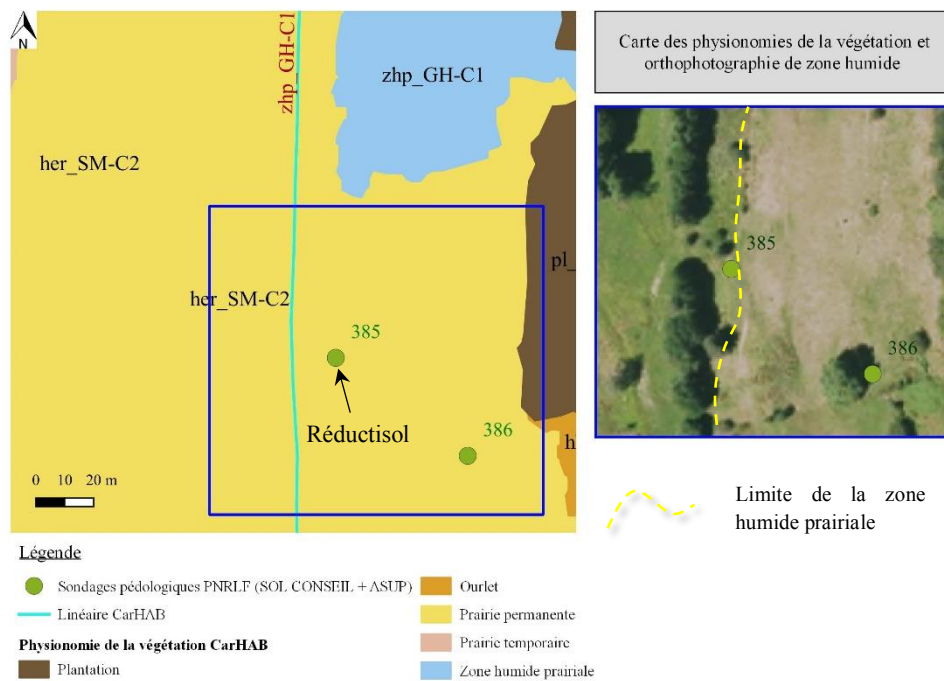 N
zhp_GH-C1
zhp_GH-C1
her_SM-C2
pl_
her_SM-C2
385
Réductisol
386
h
0 10 20 m
Carte des physionomies de la végétation et
orthophotographie de zone humide
385
386
Limite de la zone
humide prairiale
Légende
Sondages pédologiques PNRLF (SOL CONSEIL + ASUP)
Linéaire CarHAB
Physionomie de la végétation CarHAB
Plantation
Ourlet
Prairie permanente
Prairie temporaire
Zone humide prairiale